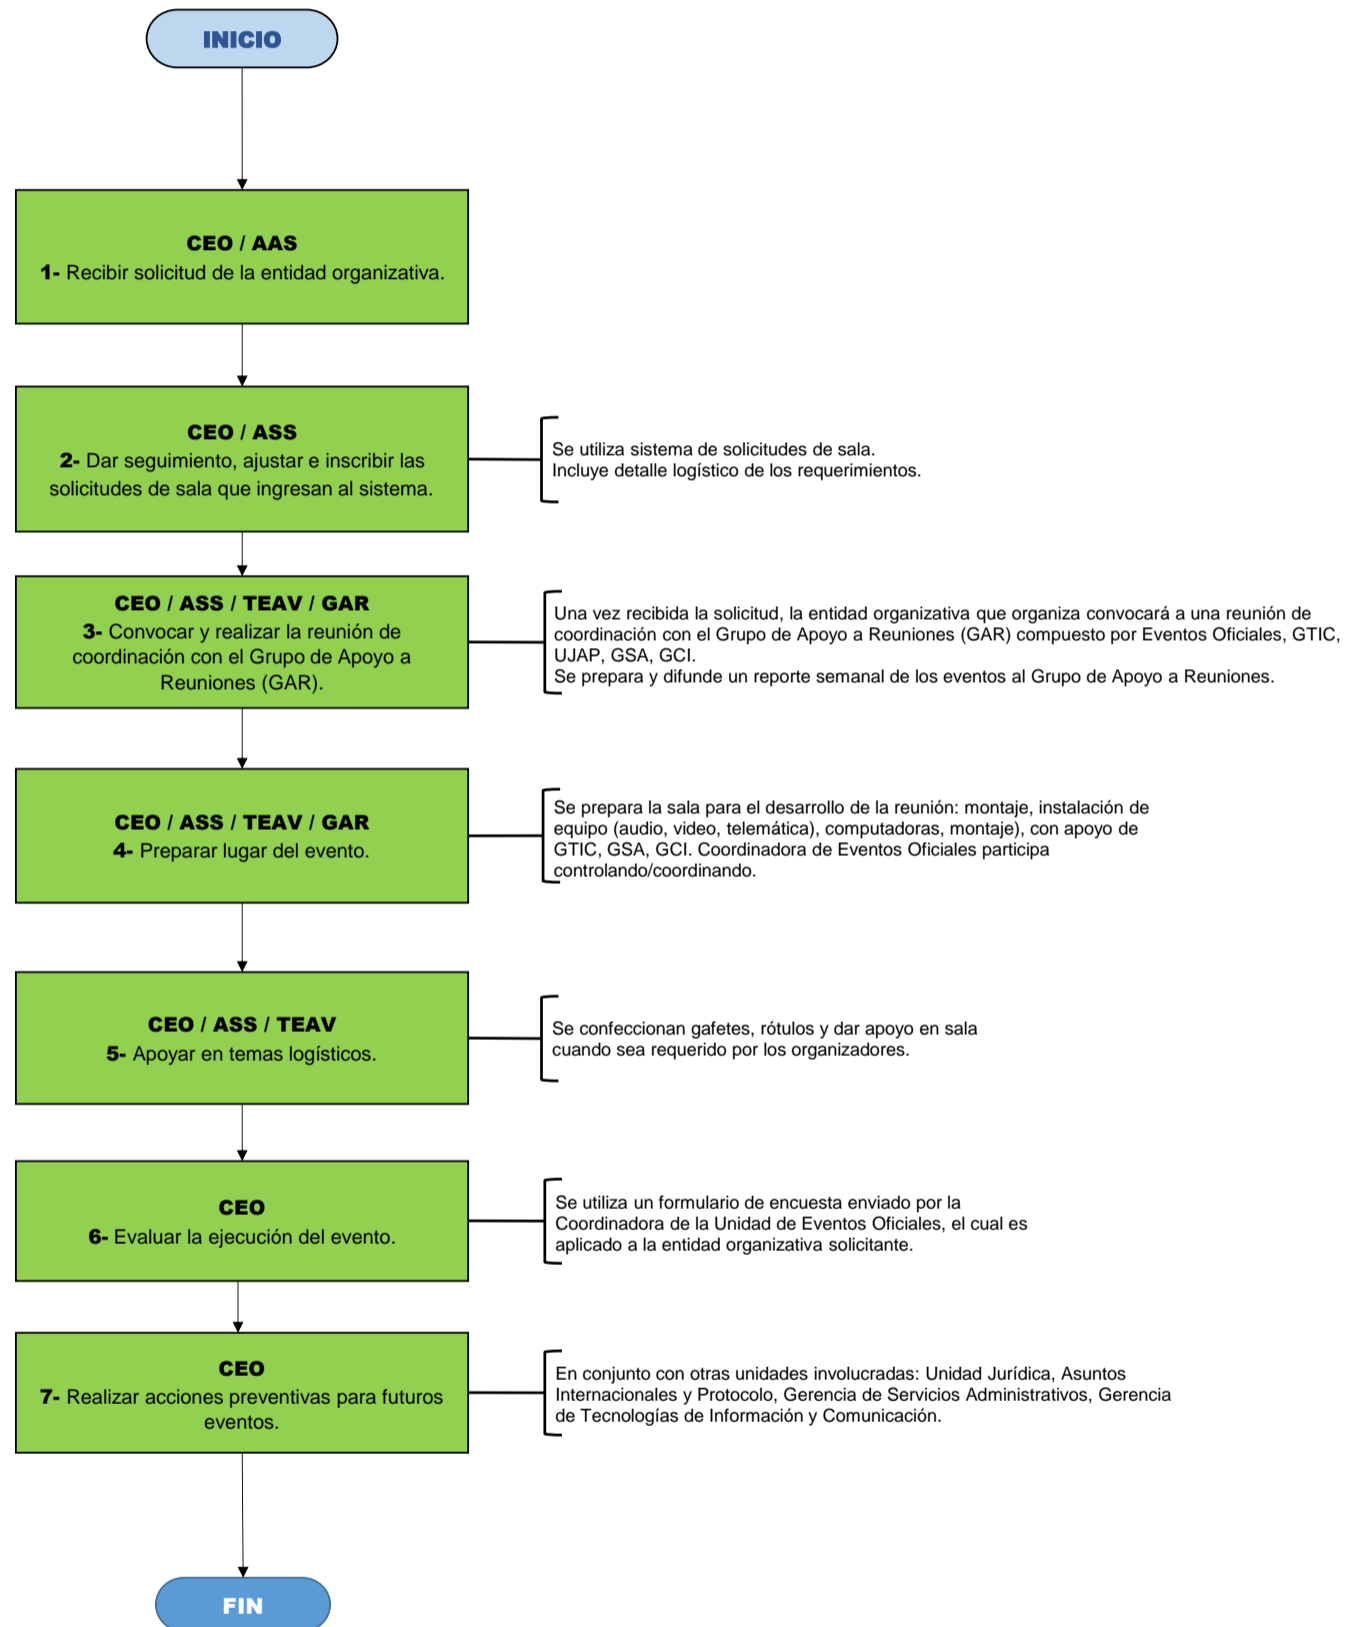 INICIO
CEO / AAS
1- Recibir solicitud de la entidad organizativa.
CEO / ASS
2- Dar seguimiento, ajustar e inscribir las
solicitudes de sala que ingresan al sistema.
Se utiliza sistema de solicitudes de sala.
Incluye detalle logístico de los requerimientos.
CEO / ASS / TEAV / GAR
3- Convocar y realizar la reunión de
coordinación con el Grupo de Apoyo a
Reuniones (GAR).
Una vez recibida la solicitud, la entidad organizativa que organiza convocará a una reunión de
coordinación con el Grupo de Apoyo a Reuniones (GAR) compuesto por Eventos Oficiales, GTIC,
UJAP, GSA, GCI.
Se prepara y difunde un reporte semanal de los eventos al Grupo de Apoyo a Reuniones.
CEO / ASS / TEAV / GAR
4- Preparar lugar del evento.
Se prepara la sala para el desarrollo de la reunión: montaje, instalación de
equipo (audio, video, telemática), computadoras, montaje), con apoyo de
GTIC, GSA, GCI. Coordinadora de Eventos Oficiales participa
controlando/coordinando.
CEO / ASS / TEAV
5- Apoyar en temas logísticos.
Se confeccionan gafetes, rótulos y dar apoyo en sala
cuando sea requerido por los organizadores.
CEO
6- Evaluar la ejecución del evento.
Se utiliza un formulario de encuesta enviado por la
Coordinadora de la Unidad de Eventos Oficiales, el cual es
aplicado a la entidad organizativa solicitante.
CEO
7- Realizar acciones preventivas para futuros
eventos.
En conjunto con otras unidades involucradas: Unidad Jurídica, Asuntos
Internacionales y Protocolo, Gerencia de Servicios Administrativos, Gerencia
de Tecnologías de Información y Comunicación.
FIN